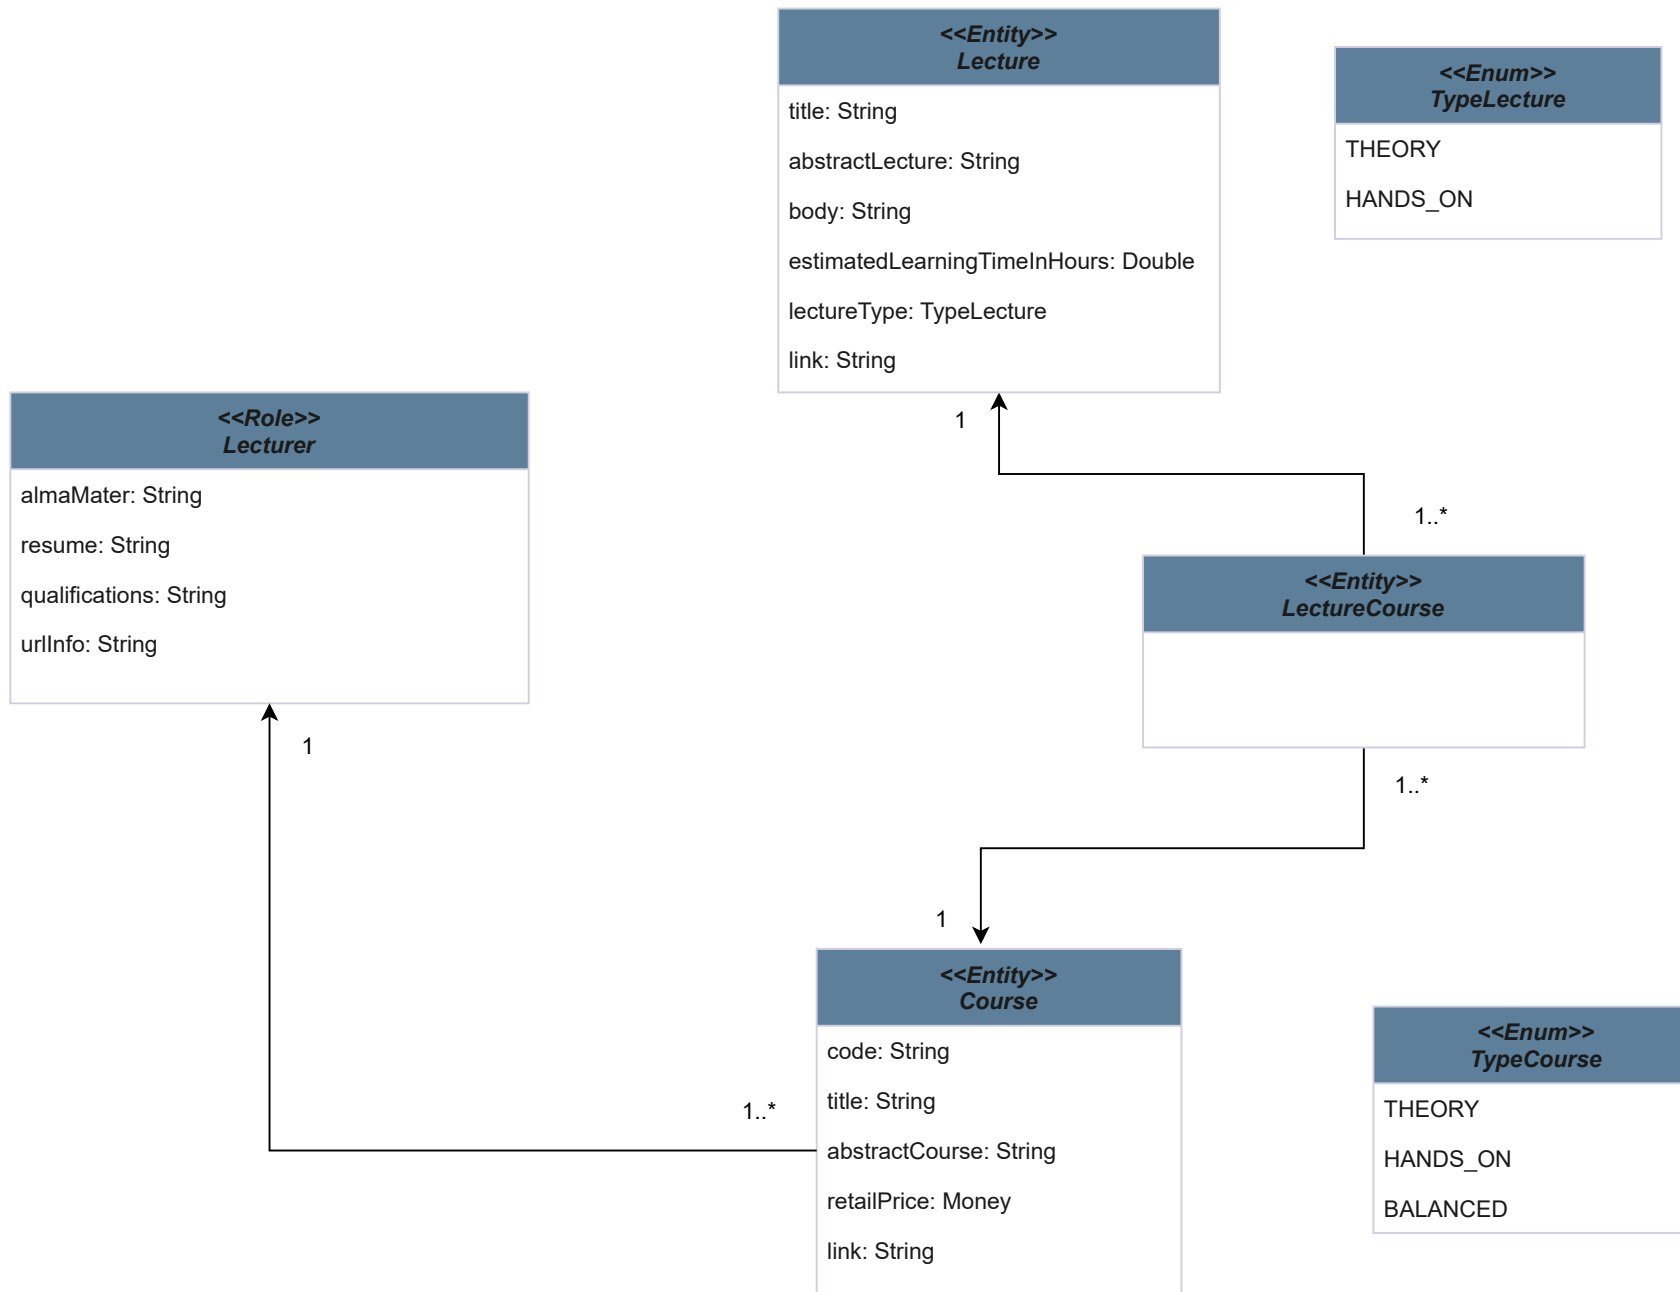 <<Entity>>
Lecture
title: String
abstractLecture: String
body: String
estimatedLearningTimeInHours: Double
lectureType: TypeLecture
link: String
<<Enum>>
TypeLecture
THEORY
HANDS_ON
<<Role>>
Lecturer
almaMater: String
resume: String
qualifications: String
urlInfo: String
1
1..*
<<Entity>>
LectureCourse
1
1..*
1
<<Entity>>
Course
code: String
title: String
abstractCourse: String
retailPrice: Money
link: String
1..*
<<Enum>>
TypeCourse
THEORY
HANDS_ON
BALANCED